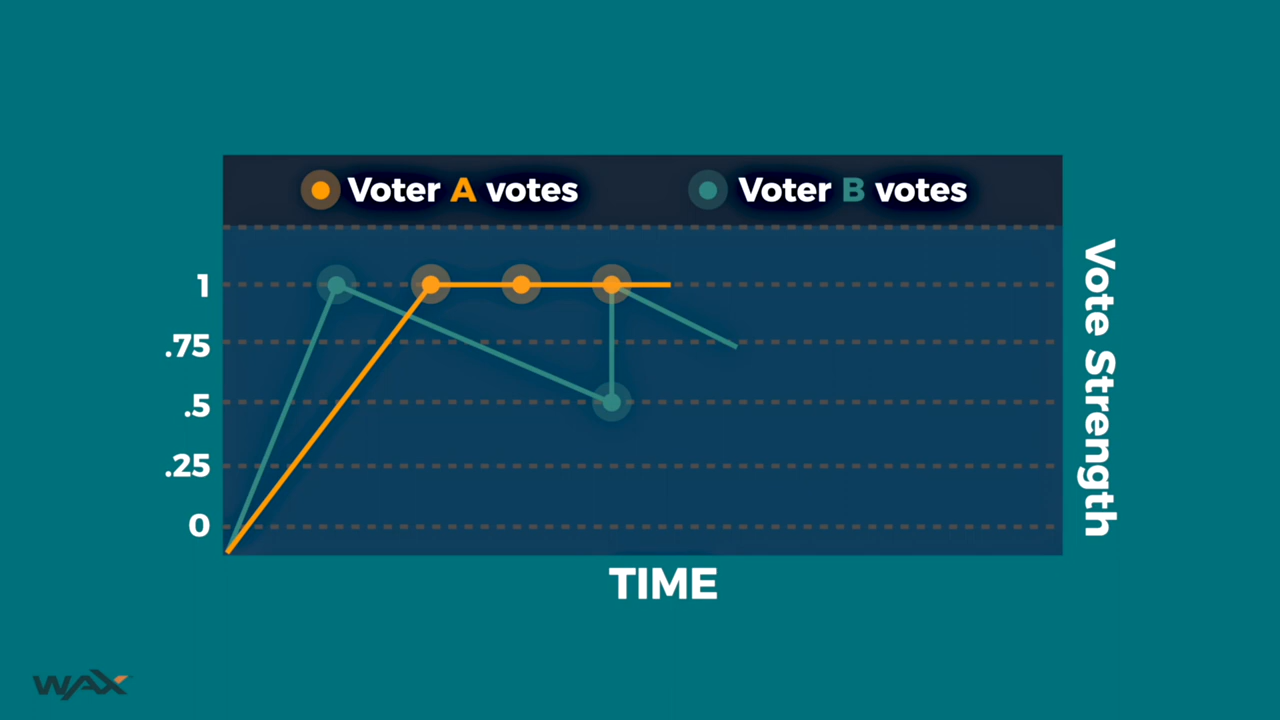 Voter A votes
Voter B votes
1
.75
.5
.25
0
Vote Strength
TIME
WAX